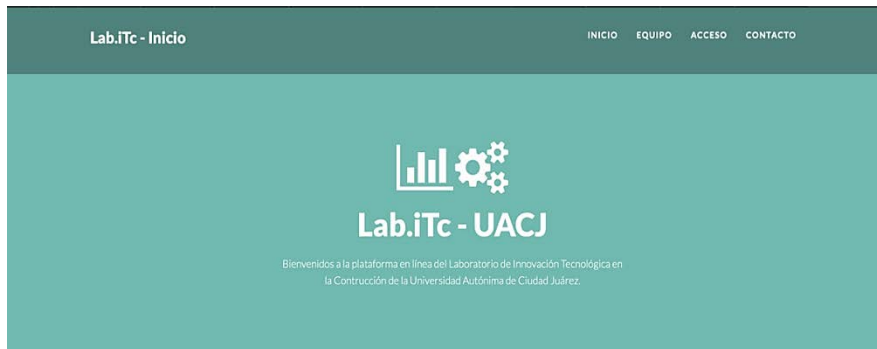 Lab.iTc - Inicio
INICIO EQUIPO ACCESO CONTACTO
Lab.iTc - UACJ
Bienvenidos a la plataforma en línea del Laboratorio de Innovación Tecnológica en
la Contrucción de la Universidad Autónima de Ciudad Juárez.